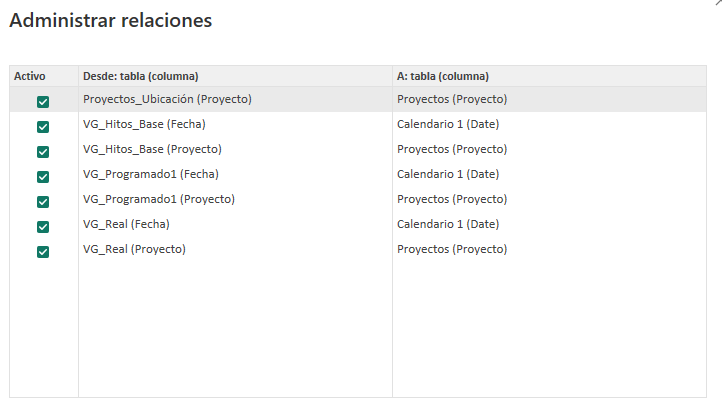 Administrar relaciones
Activo Desde: tabla (columna) A: tabla (columna)
Proyectos_Ubicación (Proyecto) Proyectos (Proyecto)
VG_Hitos_Base (Fecha) Calendario 1 (Date)
VG_Hitos_Base (Proyecto) Proyectos (Proyecto)
VG_Programado1 (Fecha) Calendario 1 (Date)
VG_Programado1 (Proyecto) Proyectos (Proyecto)
VG_Real (Fecha) Calendario 1 (Date)
VG_Real (Proyecto) Proyectos (Proyecto)